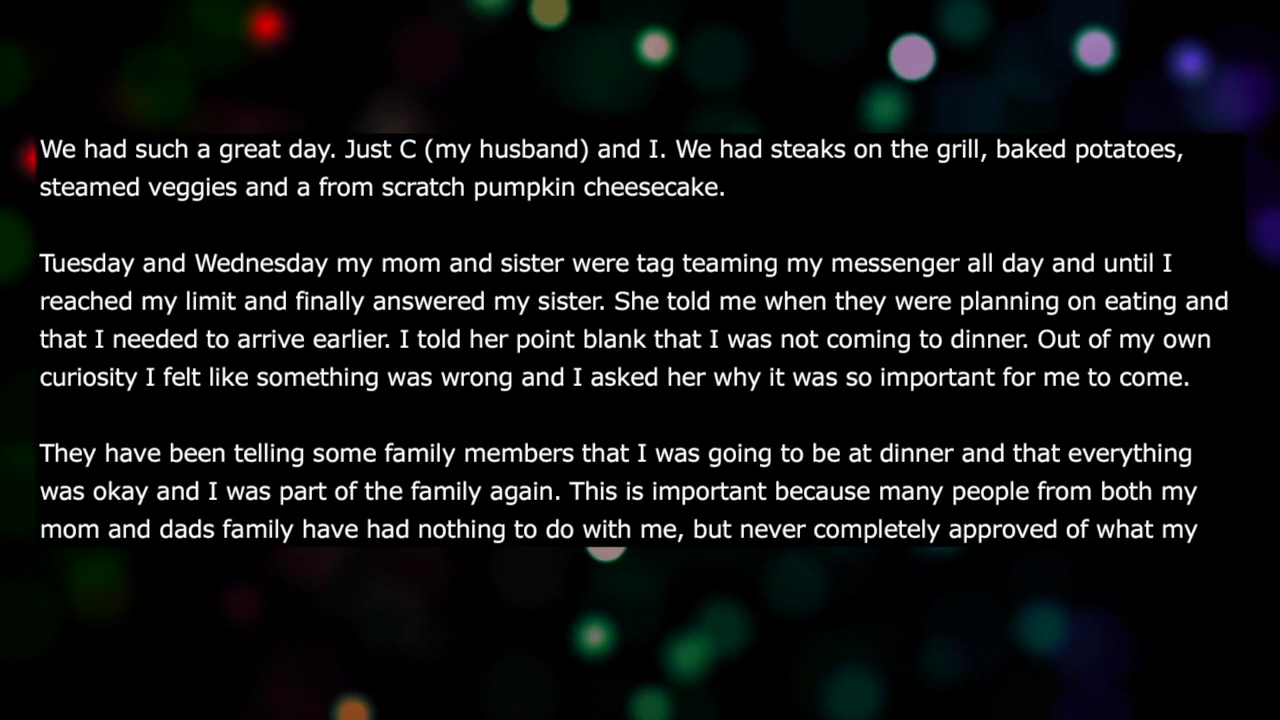 We had such a great day. Just C (my husband) and I. We had steaks on the grill, baked potatoes,
steamed veggies and a from scratch pumpkin cheesecake.
Tuesday and Wednesday my mom and sister were tag teaming my messenger all day and until I
reached my limit and finally answered my sister. She told me when they were planning on eating and
that I needed to arrive earlier. I told her point blank that I was not coming to dinner. Out of my own
curiosity I felt like something was wrong and I asked her why it was so important for me to come.
They have been telling some family members that I was going to be at dinner and that everything
was okay and I was part of the family again. This is important because many people from both my
mom and dads family have had nothing to do with me, but never completely approved of what my